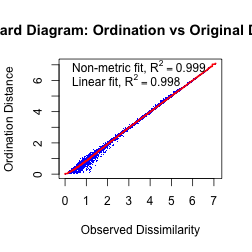 ard Diagram: Ordination vs Original D
Non-metric fit, R² = 0.999
Linear fit, R² = 0.998
Ordination Distance
0 2 4 6
0 1 2 3 4 5 6 7
Observed Dissimilarity